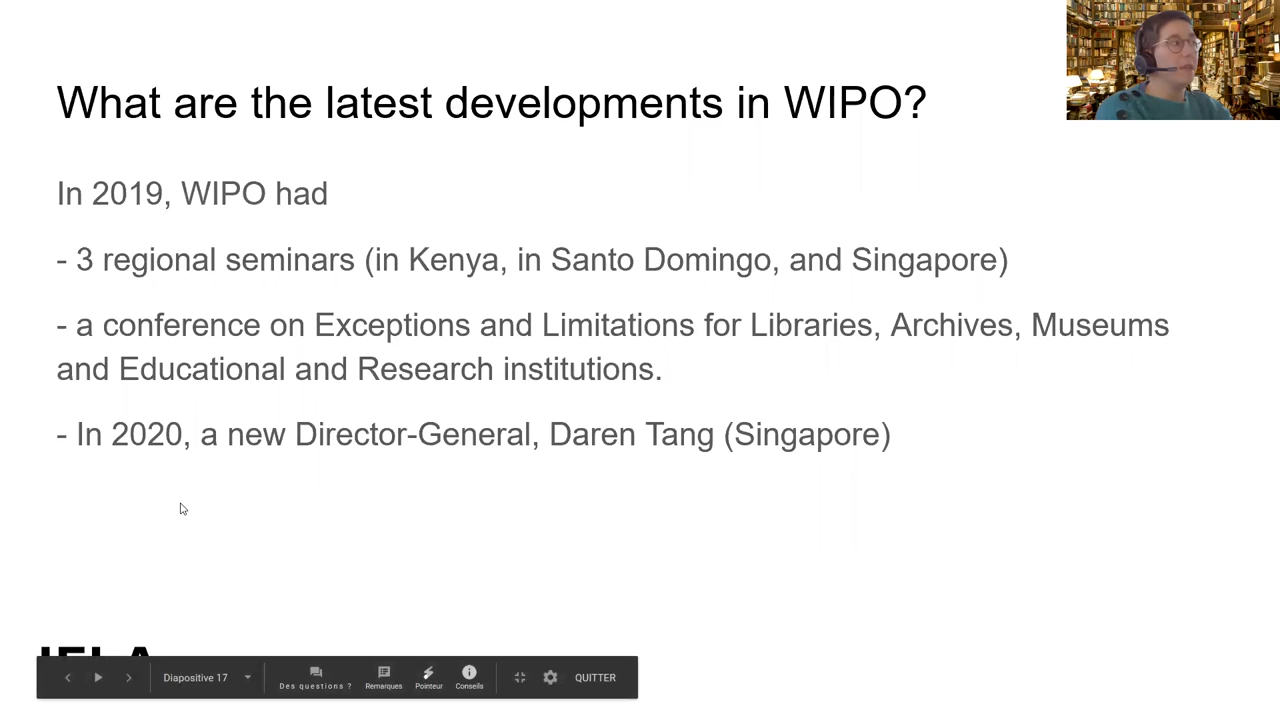 What are the latest developments in WIPO?
In 2019, WIPO had
- 3 regional seminars (in Kenya, in Santo Domingo, and Singapore)
- a conference on Exceptions and Limitations for Libraries, Archives, Museums
and Educational and Research institutions.
- In 2020, a new Director-General, Daren Tang (Singapore)
Diapositive 17
Des questions ?
Remarques
Pointeur
Conseils
QUITTER